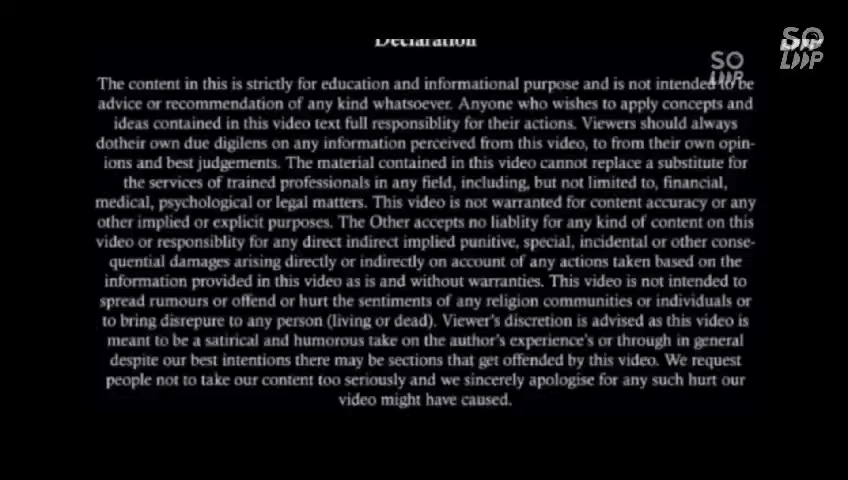 Declaration
The content in this is strictly for education and informational purpose and is not intended to be
advice or recommendation of any kind whatsoever. Anyone who wishes to apply concepts and
ideas contained in this video text full responsiblity for their actions. Viewers should always
dotheir own due digilens on any information perceived from this video, to from their own opin-
ions and best judgements. The material contained in this video cannot replace a substitute for
the services of trained professionals in any field, including, but not limited to, financial,
medical, psychological or legal matters. This video is not warranted for content accuracy or any
other implied or explicit purposes. The Other accepts no liablity for any kind of content on this
video or responsiblity for any direct indirect implied punitive, special, incidental or other conse-
quential damages arising directly or indirectly on account of any actions taken based on the
information provided in this video as is and without warranties. This video is not intended to
spread rumours or offend or hurt the sentiments of any religion communities or individuals or
to bring disrepure to any person (living or dead). Viewer's discretion is advised as this video is
meant to be a satirical and humorous take on the author's experience's or through in general
despite our best intentions there may be sections that get offended by this video. We request
people not to take our content too seriously and we sincerely apologise for any such hurt our
video might have caused.